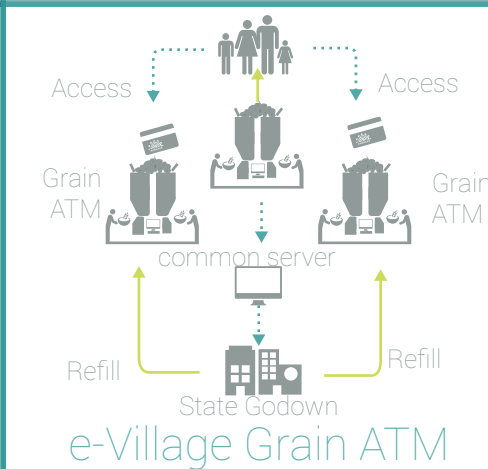 Access
Access
Grain
ATM
Grain
ATM
common server
Refill
Refill
State Godown
e-Village Grain ATM